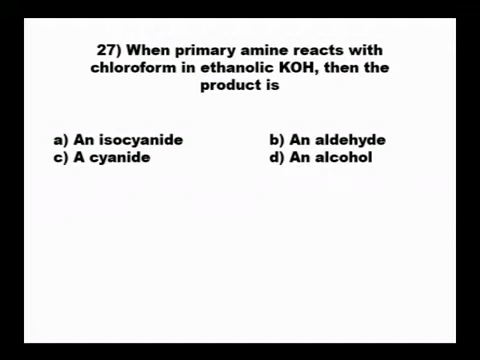 27) When primary amine reacts with
chloroform in ethanolic KOH, then the
product is
a) An isocyanide b) An aldehyde
c) A cyanide d) An alcohol